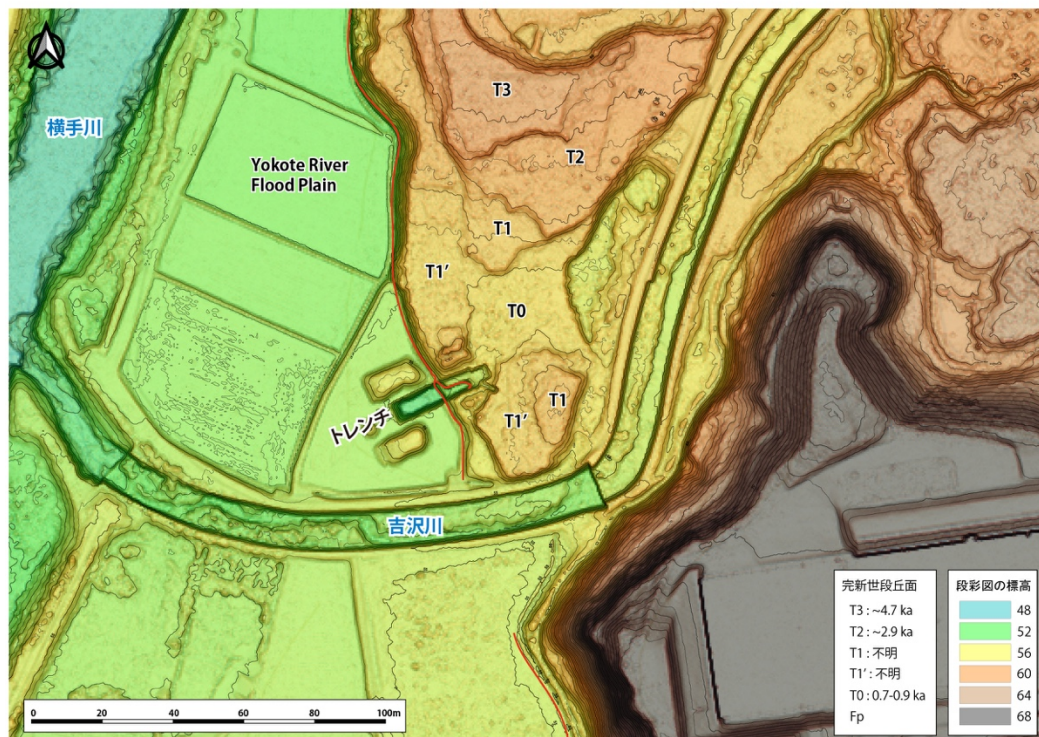 横手川
Yokote River
Flood Plain
T3
T2
T1
T1′
T0
T1
T1′
トレンチ
吉沢川
0 20 40 60 80 100m
完新世段丘面
T3 : ~4.7 ka
T2 : ~2.9 ka
T1 : 不明
T1′ : 不明
T0 : 0.7-0.9 ka
Fp
段彩図の標高
48
52
56
60
64
68